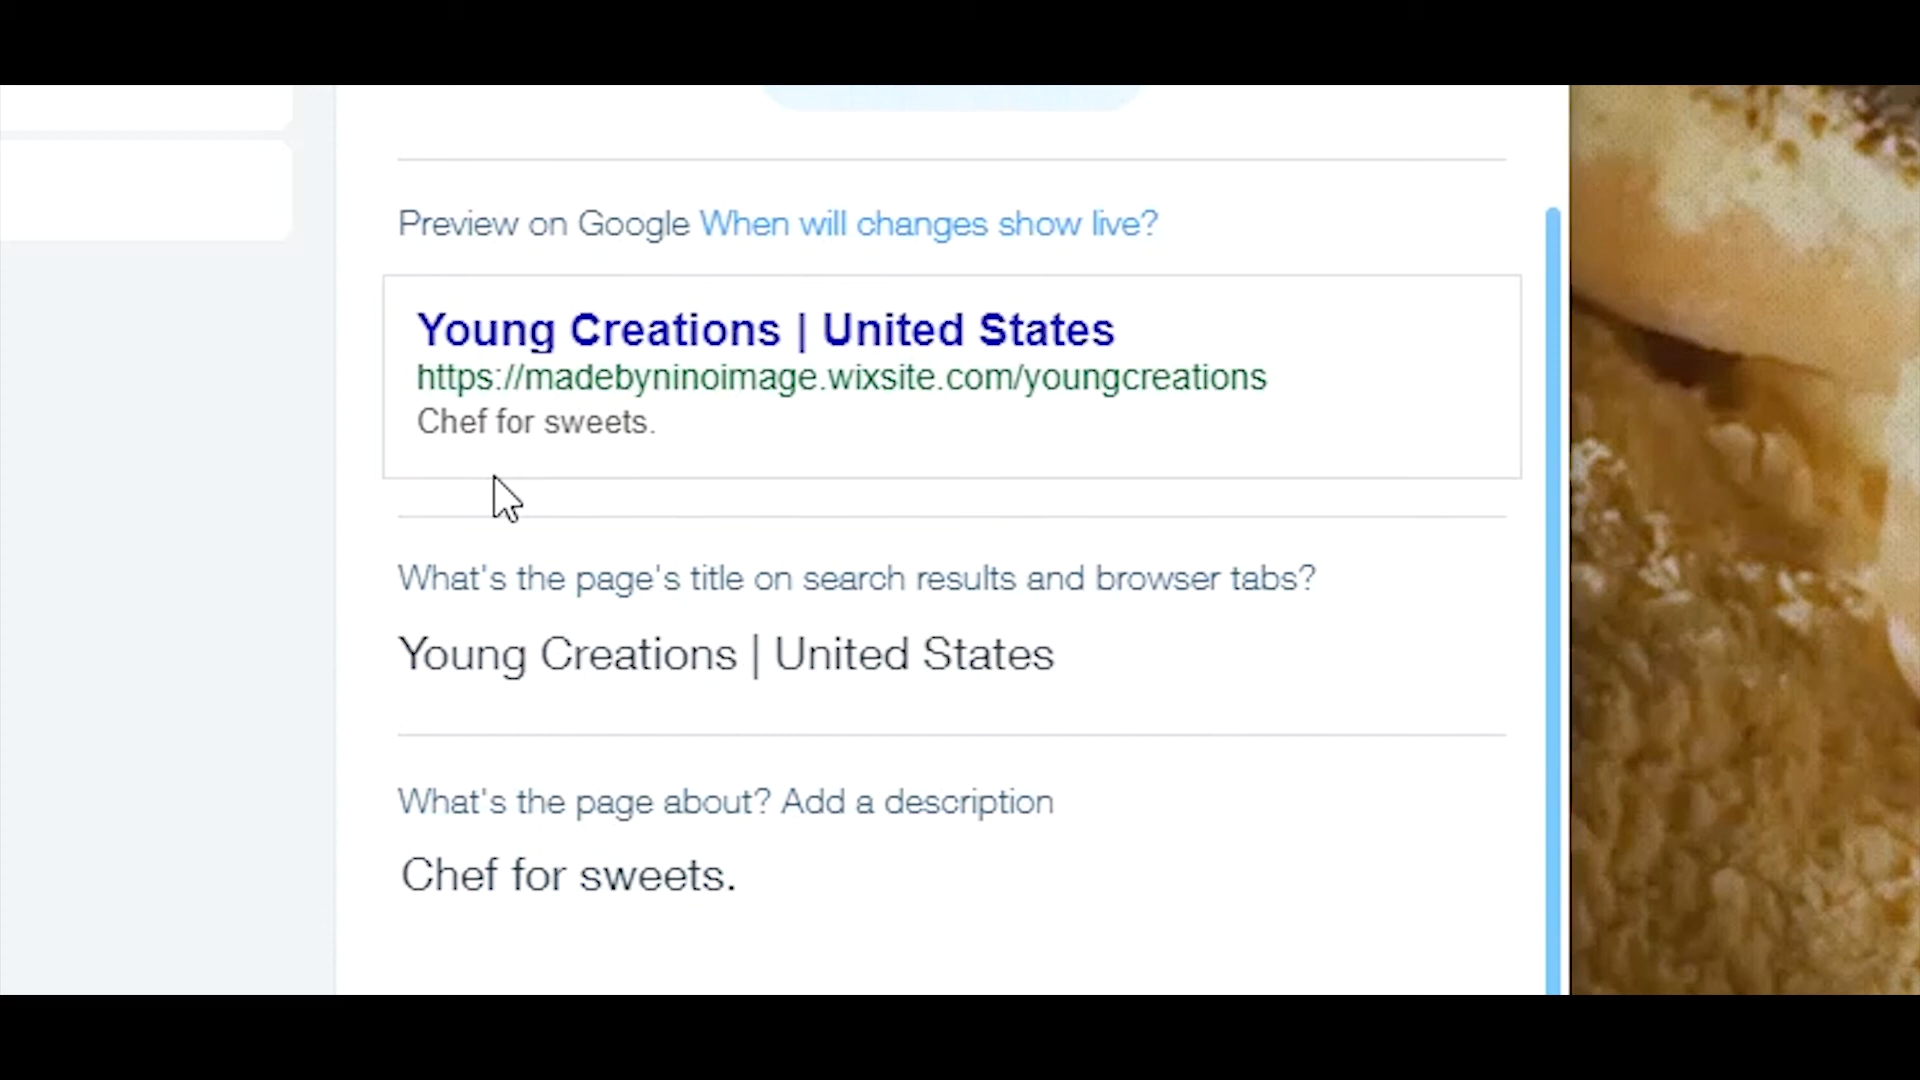 Preview on Google When will changes show live?
Young Creations | United States
https://madebyninoimage.wixsite.com/youngcreations
Chef for sweets.
What's the page's title on search results and browser tabs?
Young Creations | United States
What's the page about? Add a description
Chef for sweets.